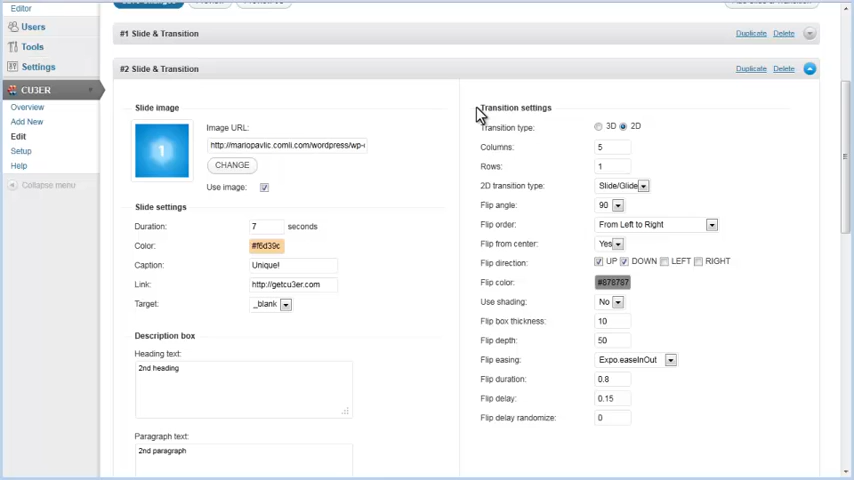 Editor
Users
Tools
Settings
CU3ER
Overview
Add New
Edit
Setup
Help
Collapse menu
#1 Slide & Transition
Duplicate Delete
#2 Slide & Transition
Duplicate Delete
Slide image
1
Image URL:
http://mariopavlic.comli.com/wordpress/wp-
CHANGE
Use image:
Slide settings
Duration: 7 seconds
Color: #f6d39c
Caption: Unique!
Link: http://getcu3er.com
Target: _blank
Description box
Heading text:
2nd heading
Paragraph text:
2nd paragraph
Transition settings
Transition type: 3D 2D
Columns: 5
Rows: 1
2D transition type: Slide/Glide
Flip angle: 90
Flip order: From Left to Right
Flip from center: Yes
Flip direction: UP DOWN LEFT RIGHT
Flip color: #878787
Use shading: No
Flip box thickness: 10
Flip depth: 50
Flip easing: Expo.easeInOut
Flip duration: 0.8
Flip delay: 0.15
Flip delay randomize: 0